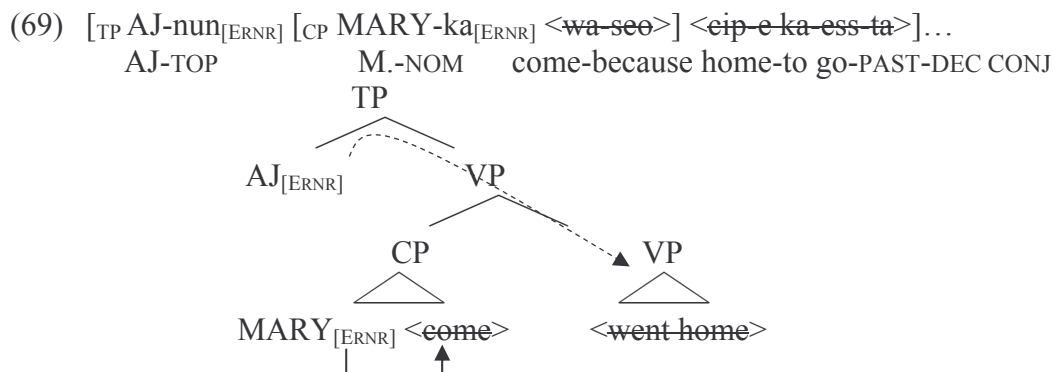 (69) [TP AJ-nun[ERNR] [CP MARY-ka[ERNR] <wa-seo>] <cip-e ka-ess-ta>]…
AJ-TOP M.-NOM come-because home-to go-PAST-DEC CONJ
TP
AJ[ERNR] VP
CP VP
MARY[ERNR] <come> <went home>